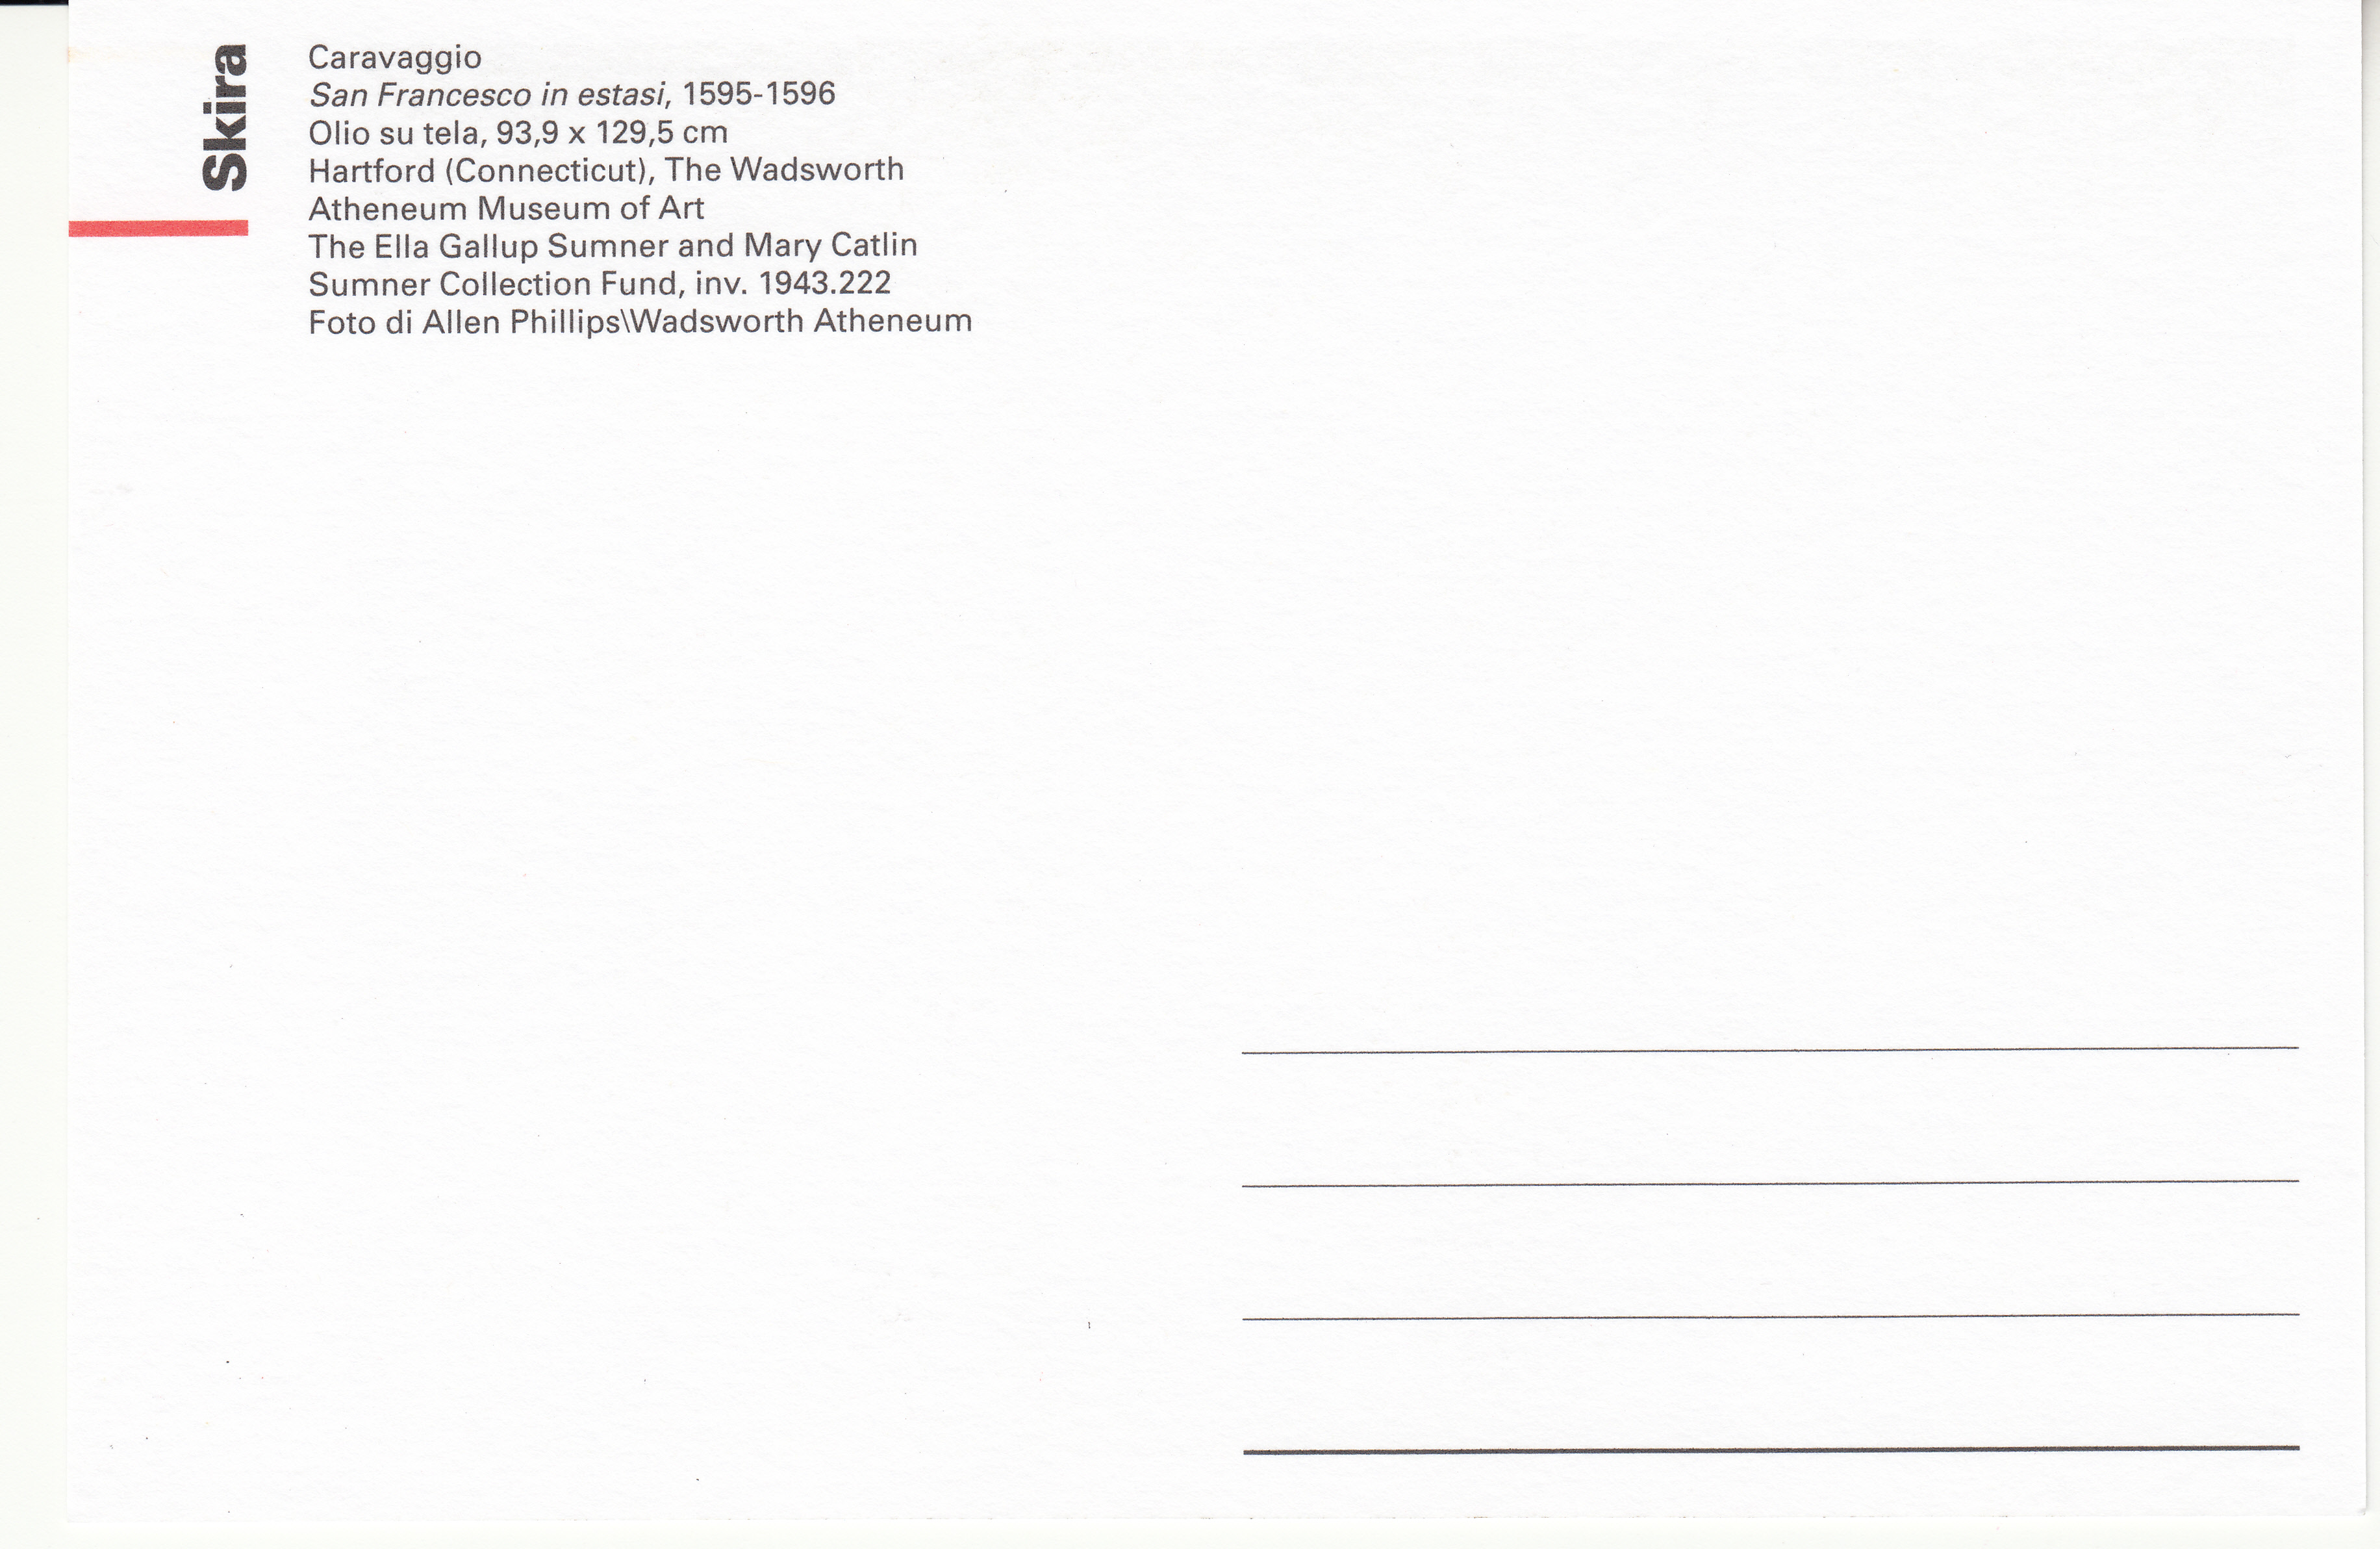 Skira
Caravaggio
San Francesco in estasi, 1595-1596
Olio su tela, 93,9 x 129,5 cm
Hartford (Connecticut), The Wadsworth
Atheneum Museum of Art
The Ella Gallup Sumner and Mary Catlin
Sumner Collection Fund, inv. 1943.222
Foto di Allen Phillips\Wadsworth Atheneum